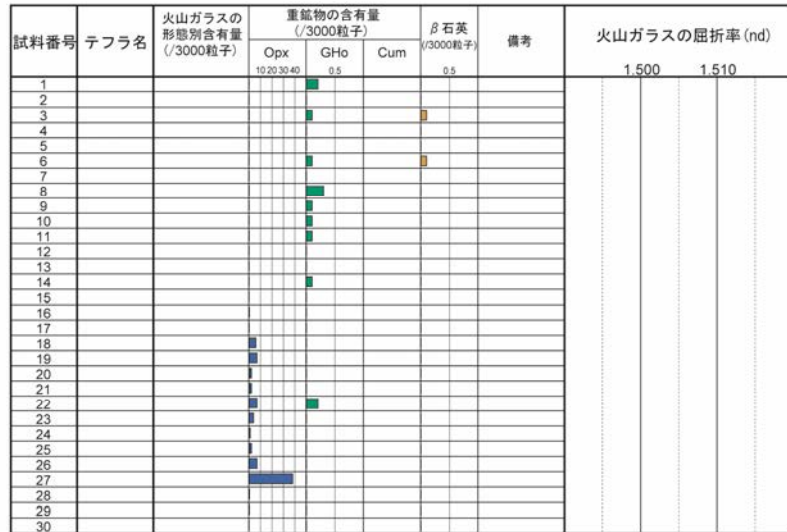 試料番号
テフラ名
火山ガラスの
形態別含有量
(/3000粒子)
重鉱物の含有量
(/3000粒子)
Opx
GHo
Cum
10 20 30 40
0.5
β石英
(/3000粒子)
0.5
備考
火山ガラスの屈折率(nd)
1.500
1.510
1
2
3
4
5
6
7
8
9
10
11
12
13
14
15
16
17
18
19
20
21
22
23
24
25
26
27
28
29
30